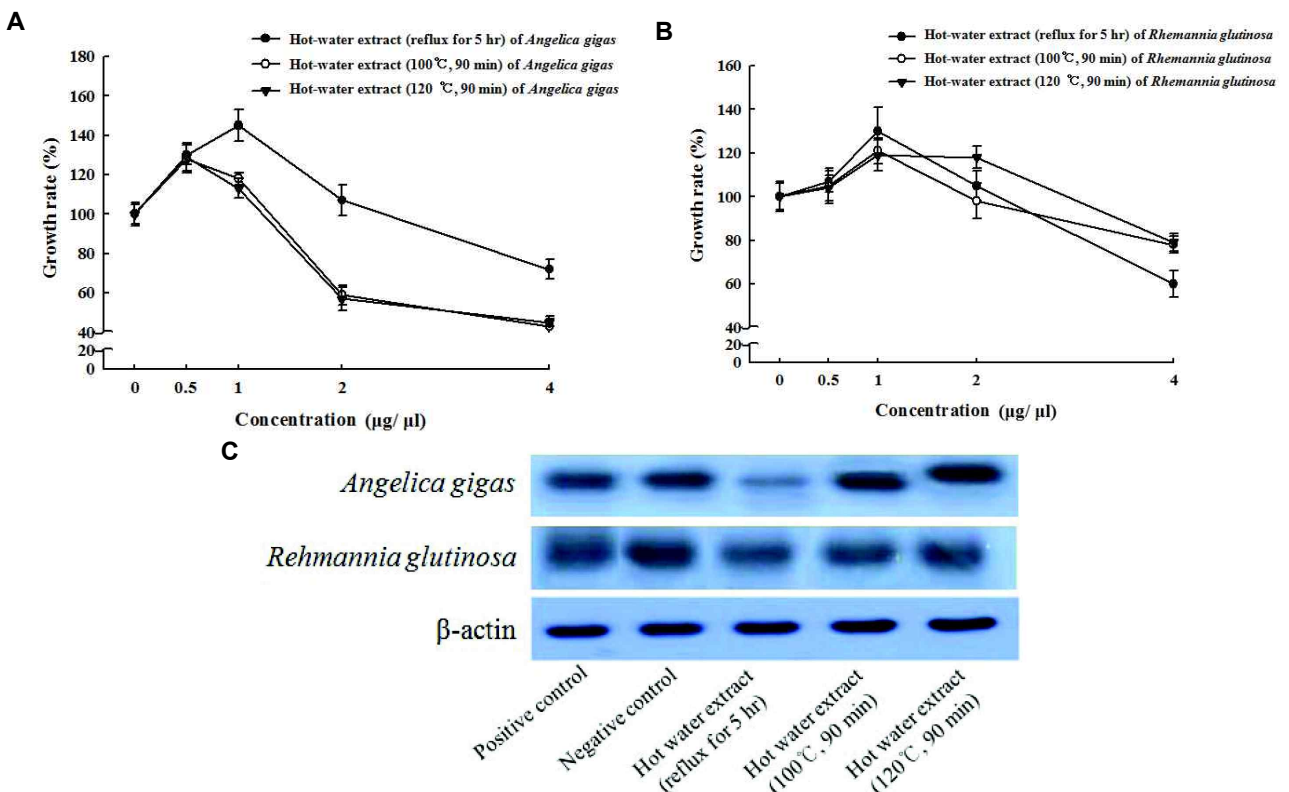 A
Hot-water extract (reflux for 5 hr) of Angelica gigas
Hot-water extract (100℃, 90 min) of Angelica gigas
Hot-water extract (120 ℃, 90 min) of Angelica gigas
180
160
140
120
100
80
60
40
20
0
Growth rate (%)
0 0.5 1 2 4
Concentration (μg/ μl)
B
Hot-water extract (reflux for 5 hr) of Rhemannia glutinosa
Hot-water extract (100℃, 90 min) of Rhemannia glutinosa
Hot-water extract (120 ℃, 90 min) of Rhemannia glutinosa
160
140
120
100
80
60
40
20
0
Growth rate (%)
0 0.5 1 2 4
Concentration (μg/ μl)
C
Angelica gigas
Rehmannia glutinosa
β-actin
Positive control
Negative control
Hot water extract
(reflux for 5 hr)
Hot water extract
(100℃, 90 min)
Hot water extract
(120℃, 90 min)